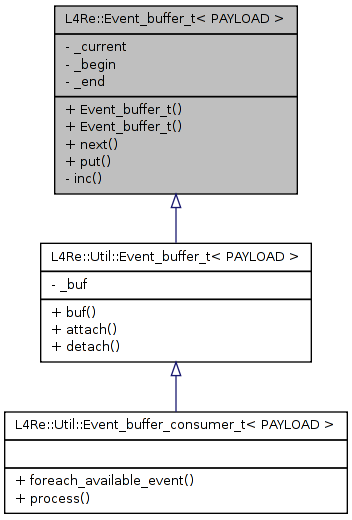 L4Re::Event_buffer_t< PAYLOAD >
- _current
- _begin
- _end
+ Event_buffer_t()
+ Event_buffer_t()
+ next()
+ put()
- inc()
L4Re::Util::Event_buffer_t< PAYLOAD >
- _buf
+ buf()
+ attach()
+ detach()
L4Re::Util::Event_buffer_consumer_t< PAYLOAD >
+ foreach_available_event()
+ process()